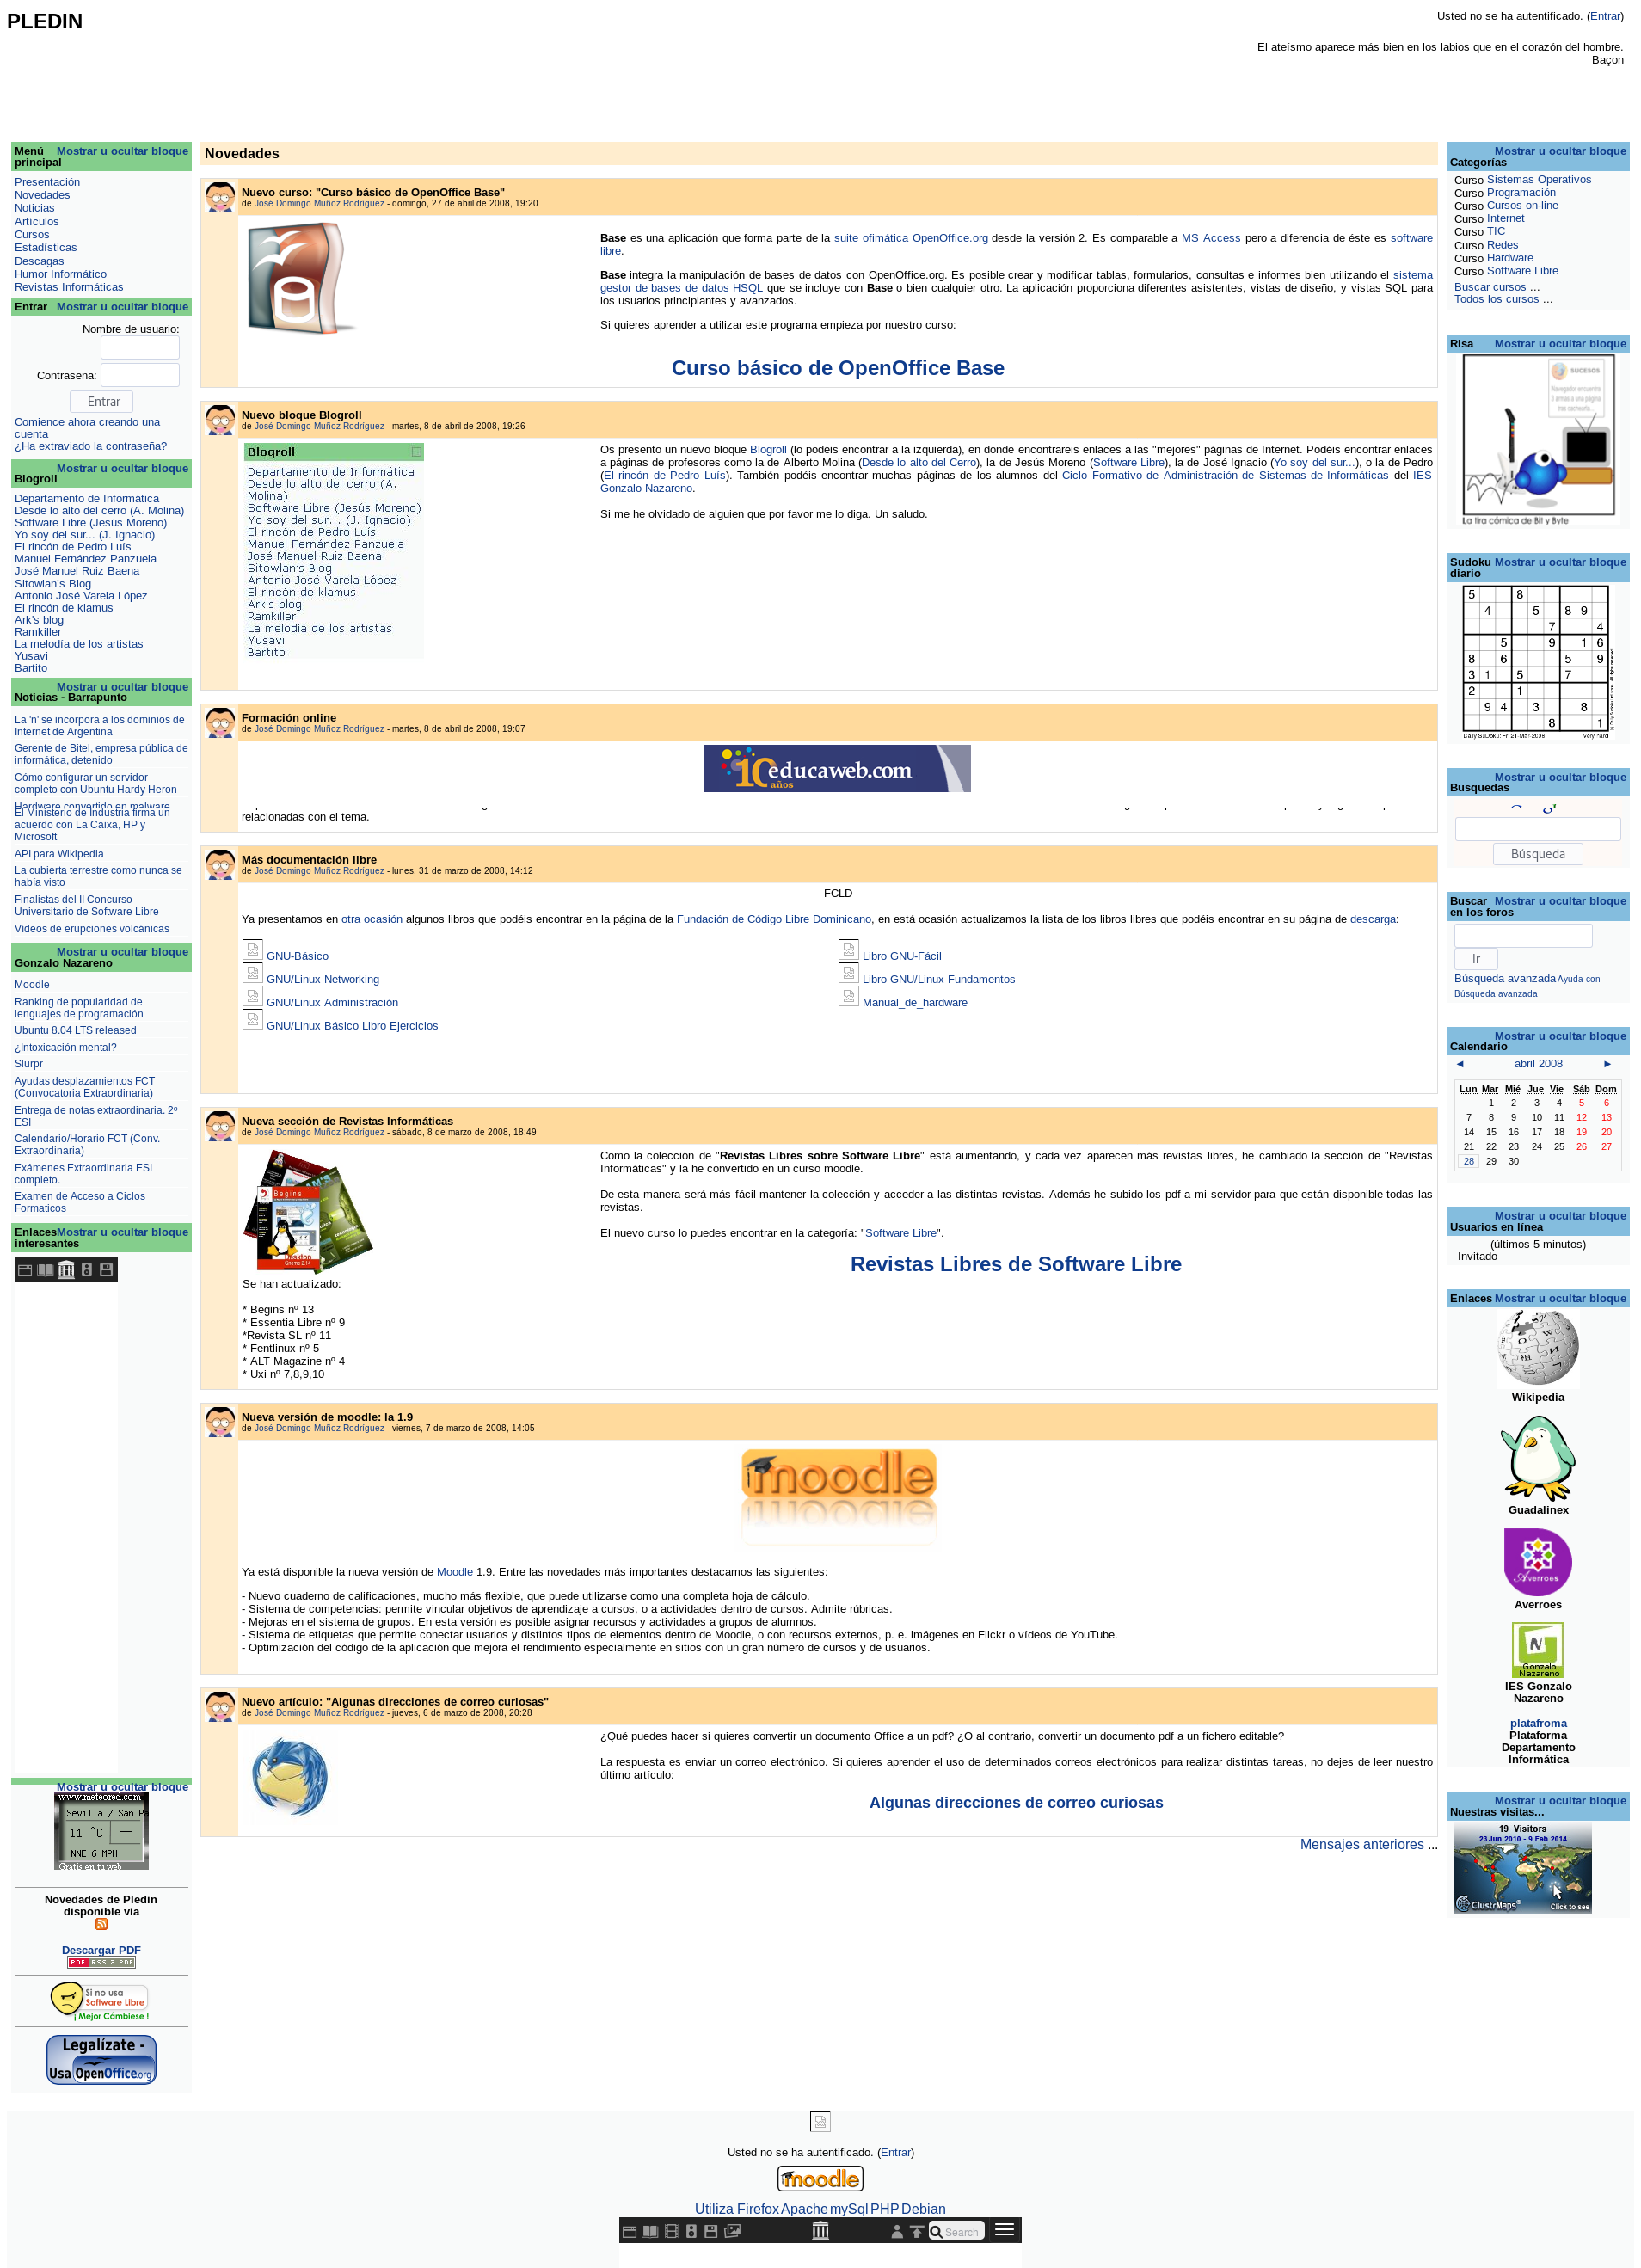 PLEDIN
Usted no se ha autentificado. (Entrar)
El ateísmo aparece más bien en los labios que en el corazón del hombre.
Baçon
Menú principal
Mostrar u ocultar bloque
Presentación
Novedades
Noticias
Artículos
Cursos
Estadísticas
Descagas
Humor Informático
Revistas Informáticas
Entrar
Mostrar u ocultar bloque
Nombre de usuario:
Contraseña:
Entrar
Comience ahora creando una
cuenta
¿Ha extraviado la contraseña?
Mostrar u ocultar bloque
Blogroll
Departamento de Informática
Desde lo alto del cerro (A. Molina)
Software Libre (Jesús Moreno)
Yo soy del sur... (J. Ignacio)
El rincón de Pedro Luís
Manuel Fernández Panzuela
José Manuel Ruiz Baena
Sitowlan's Blog
Antonio José Varela López
El rincón de klamus
Ark's blog
Ramkiller
La melodía de los artistas
Yusavi
Bartito
Mostrar u ocultar bloque
Noticias - Barrapunto
La 'ñ' se incorpora a los dominios de
Internet de Argentina
Gerente de Bitel, empresa pública de
informática, detenido
Cómo configurar un servidor
completo con Ubuntu Hardy Heron
Hardware convertido en malware
El Ministerio de Industria firma un
acuerdo con La Caixa, HP y
Microsoft
API para Wikipedia
La cubierta terrestre como nunca se
había visto
Finalistas del II Concurso
Universitario de Software Libre
Vídeos de erupciones volcánicas
Mostrar u ocultar bloque
Gonzalo Nazareno
Moodle
Ranking de popularidad de
lenguajes de programación
Ubuntu 8.04 LTS released
¿Intoxicación mental?
Slurpr
Ayudas desplazamientos FCT
(Convocatoria Extraordinaria)
Entrega de notas extraordinaria. 2º
ESI
Calendario/Horario FCT (Conv.
Extraordinaria)
Exámenes Extraordinaria ESI
completo.
Examen de Acceso a Ciclos
Formaticos
Enlaces interesantes
Mostrar u ocultar bloque
Mostrar u ocultar bloque
www.meteored.com
Sevilla / San Pa
11 °C
NNE 6 MPH
Gratis en tu web
Novedades de Pledin
disponible vía
Descargar PDF
PDF RSS 2 PDF
Si no usa
Software Libre
¡ Mejor Cámbiese !
Legalízate -
Usa OpenOffice.org
Novedades
Nuevo curso: "Curso básico de OpenOffice Base"
de José Domingo Muñoz Rodríguez - domingo, 27 de abril de 2008, 19:20
Base es una aplicación que forma parte de la suite ofimática OpenOffice.org desde la versión 2. Es comparable a MS Access pero a diferencia de éste es software
libre.
Base integra la manipulación de bases de datos con OpenOffice.org. Es posible crear y modificar tablas, formularios, consultas e informes bien utilizando el sistema
gestor de bases de datos HSQL que se incluye con Base o bien cualquier otro. La aplicación proporciona diferentes asistentes, vistas de diseño, y vistas SQL para
los usuarios principiantes y avanzados.
Si quieres aprender a utilizar este programa empieza por nuestro curso:
Curso básico de OpenOffice Base
Nuevo bloque Blogroll
de José Domingo Muñoz Rodríguez - martes, 8 de abril de 2008, 19:26
Blogroll
Departamento de Informática
Desde lo alto del cerro (A.
Molina)
Software Libre (Jesús Moreno)
Yo soy del sur... (J. Ignacio)
El rincón de Pedro Luís
Manuel Fernández Panzuela
José Manuel Ruiz Baena
Sitowlan's Blog
Antonio José Varela López
El rincón de klamus
Ark's blog
Ramkiller
La melodía de los artistas
Yusavi
Bartito
Os presento un nuevo bloque Blogroll (lo podéis encontrar a la izquierda), en donde encontrareis enlaces a las "mejores" páginas de Internet. Podéis encontrar enlaces
a páginas de profesores como la de Alberto Molina (Desde lo alto del Cerro), la de Jesús Moreno (Software Libre), la de José Ignacio (Yo soy del sur...), o la de Pedro
(El rincón de Pedro Luís). También podéis encontrar muchas páginas de los alumnos del Ciclo Formativo de Administración de Sistemas de Informáticas del IES
Gonzalo Nazareno.
Si me he olvidado de alguien que por favor me lo diga. Un saludo.
Formación online
de José Domingo Muñoz Rodríguez - martes, 8 de abril de 2008, 19:07
10 educaweb.com
años
relacionadas con el tema.
Más documentación libre
de José Domingo Muñoz Rodríguez - lunes, 31 de marzo de 2008, 14:12
FCLD
Ya presentamos en otra ocasión algunos libros que podéis encontrar en la página de la Fundación de Código Libre Dominicano, en está ocasión actualizamos la lista de los libros libres que podéis encontrar en su página de descarga:
GNU-Básico
Libro GNU-Fácil
GNU/Linux Networking
Libro GNU/Linux Fundamentos
GNU/Linux Administración
Manual_de_hardware
GNU/Linux Básico Libro Ejercicios
Nueva sección de Revistas Informáticas
de José Domingo Muñoz Rodríguez - sábado, 8 de marzo de 2008, 18:49
Begins
Desktop
Gnome 2.14
Como la colección de "Revistas Libres sobre Software Libre" está aumentando, y cada vez aparecen más revistas libres, he cambiado la sección de "Revistas
Informáticas" y la he convertido en un curso moodle.
De esta manera será más fácil mantener la colección y acceder a las distintas revistas. Además he subido los pdf a mi servidor para que están disponible todas las
revistas.
El nuevo curso lo puedes encontrar en la categoría: "Software Libre".
Revistas Libres de Software Libre
Se han actualizado:
* Begins nº 13
* Essentia Libre nº 9
*Revista SL nº 11
* Fentlinux nº 5
* ALT Magazine nº 4
* Uxi nº 7,8,9,10
Nueva versión de moodle: la 1.9
de José Domingo Muñoz Rodríguez - viernes, 7 de marzo de 2008, 14:05
moodle
Ya está disponible la nueva versión de Moodle 1.9. Entre las novedades más importantes destacamos las siguientes:
- Nuevo cuaderno de calificaciones, mucho más flexible, que puede utilizarse como una completa hoja de cálculo.
- Sistema de competencias: permite vincular objetivos de aprendizaje a cursos, o a actividades dentro de cursos. Admite rúbricas.
- Mejoras en el sistema de grupos. En esta versión es posible asignar recursos y actividades a grupos de alumnos.
- Sistema de etiquetas que permite conectar usuarios y distintos tipos de elementos dentro de Moodle, o con recursos externos, p. e. imágenes en Flickr o vídeos de YouTube.
- Optimización del código de la aplicación que mejora el rendimiento especialmente en sitios con un gran número de cursos y de usuarios.
Nuevo artículo: "Algunas direcciones de correo curiosas"
de José Domingo Muñoz Rodríguez - jueves, 6 de marzo de 2008, 20:28
¿Qué puedes hacer si quieres convertir un documento Office a un pdf? ¿O al contrario, convertir un documento pdf a un fichero editable?
La respuesta es enviar un correo electrónico. Si quieres aprender el uso de determinados correos electrónicos para realizar distintas tareas, no dejes de leer nuestro
último artículo:
Algunas direcciones de correo curiosas
Mensajes anteriores ...
Mostrar u ocultar bloque
Categorías
Curso Sistemas Operativos
Curso Programación
Curso Cursos on-line
Curso Internet
Curso TIC
Curso Redes
Curso Hardware
Curso Software Libre
Buscar cursos ...
Todos los cursos ...
Risa
Mostrar u ocultar bloque
SUCESOS
Navegador encuentra
3 armas a una página
tras cachearla...
La tira cómica de Bit y Byte
Sudoku diario
Mostrar u ocultar bloque
5 8
4 5 8 9
7 4
5 9 1 6
8 6 5 9
3 1 5 7
2 1
9 4 3 8
8 1
Daily SuDoku: Fri 28-Mar-2008
very hard
Mostrar u ocultar bloque
Busquedas
Búsqueda
Buscar en los foros
Mostrar u ocultar bloque
Ir
Búsqueda avanzada Ayuda con
Búsqueda avanzada
Mostrar u ocultar bloque
Calendario
◄ abril 2008 ►
Lun Mar Mié Jue Vie Sáb Dom
1 2 3 4 5 6
7 8 9 10 11 12 13
14 15 16 17 18 19 20
21 22 23 24 25 26 27
28 29 30
Mostrar u ocultar bloque
Usuarios en línea
(últimos 5 minutos)
Invitado
Enlaces
Mostrar u ocultar bloque
Wikipedia
Guadalinex
Averroes
Averroes
Gonzalo
Nazareno
IES Gonzalo
Nazareno
platafroma
Plataforma
Departamento
Informática
Mostrar u ocultar bloque
Nuestras visitas...
19 Visitors
23 Jun 2010 - 9 Feb 2014
ClustrMaps®
Click to see
Usted no se ha autentificado. (Entrar)
moodle
Utiliza Firefox Apache mySql PHP Debian
Search